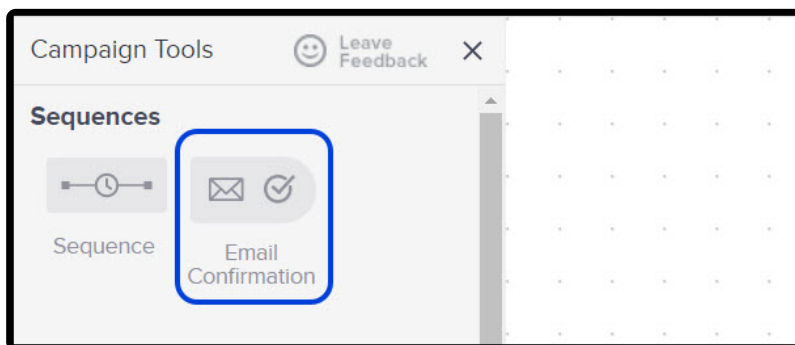 Campaign Tools
Leave
Feedback
Sequences
Sequence
Email
Confirmation